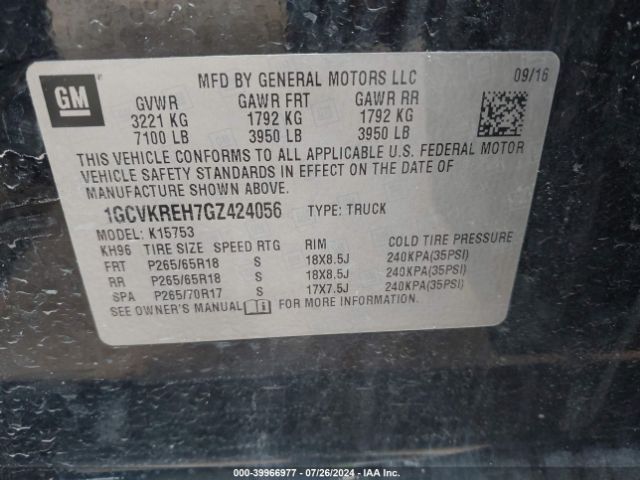 GM
MFD BY GENERAL MOTORS LLC 09/16
GVWR GAWR FRT GAWR RR
3221 KG 1792 KG 1792 KG
7100 LB 3950 LB 3950 LB
THIS VEHICLE CONFORMS TO ALL APPLICABLE U.S. FEDERAL MOTOR
VEHICLE SAFETY STANDARDS IN EFFECT ON THE DATE OF
MANUFACTURE SHOWN ABOVE.
1GCVKREH7GZ424056 TYPE: TRUCK
MODEL: K15753
KH96 TIRE SIZE SPEED RTG RIM COLD TIRE PRESSURE
FRT P265/65R18 S 18X8.5J 240KPA(35PSI)
RR P265/65R18 S 18X8.5J 240KPA(35PSI)
SPA P265/70R17 S 17X7.5J 240KPA(35PSI)
SEE OWNER'S MANUAL FOR MORE INFORMATION.
000-39966977 - 07/26/2024 - IAA Inc.